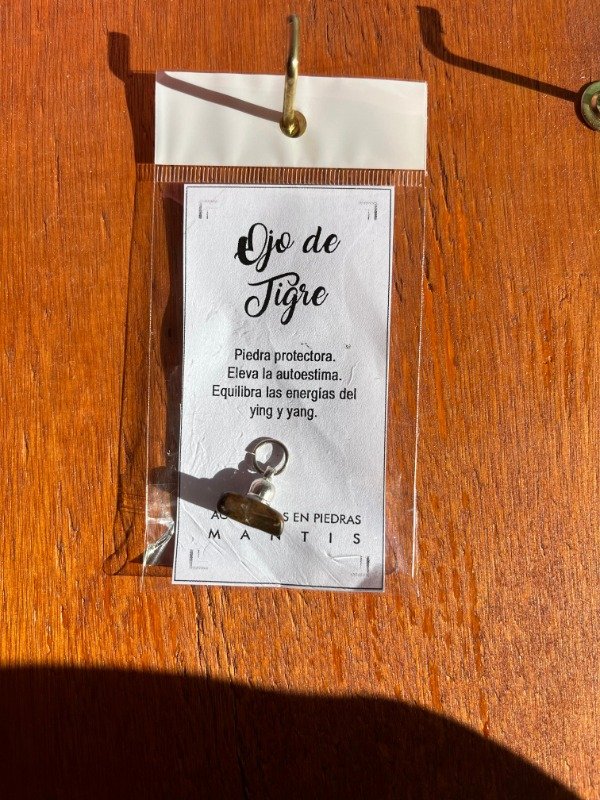 Ojo de
Tigre
Piedra protectora.
Eleva la autoestima.
Equilibra las energías del
ying y yang.
EN PIEDRAS
MANTIS